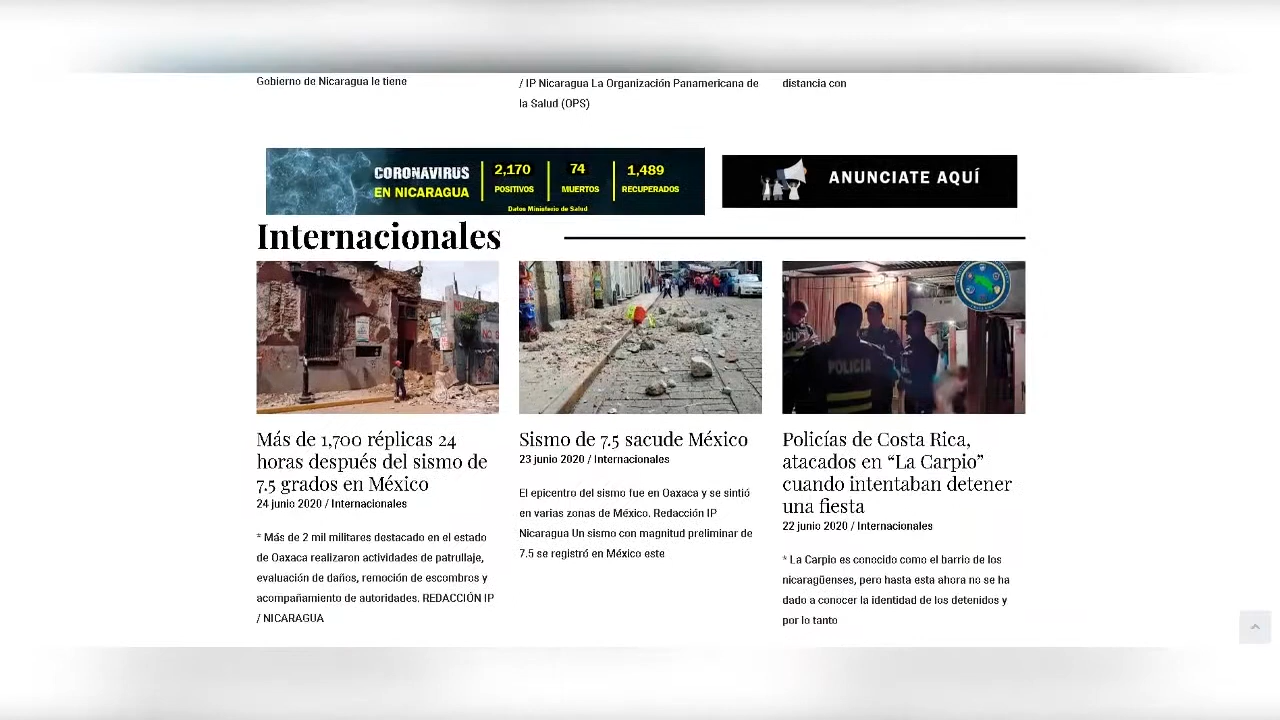 Gobierno de Nicaragua le tiene
/ IP Nicaragua La Organización Panamericana de
la Salud (OPS)
distancia con
CORONAVIRUS
EN NICARAGUA
2,170
POSITIVOS
74
MUERTOS
1,489
RECUPERADOS
Datos Ministerio de Salud
ANUNCIATE AQUÍ
Internacionales
POLICÍA
Más de 1,700 réplicas 24
horas después del sismo de
7.5 grados en México
24 junio 2020 / Internacionales
* Más de 2 mil militares destacado en el estado
de Oaxaca realizaron actividades de patrullaje,
evaluación de daños, remoción de escombros y
acompañamiento de autoridades. REDACCIÓN IP
/ NICARAGUA
Sismo de 7.5 sacude México
23 junio 2020 / Internacionales
El epicentro del sismo fue en Oaxaca y se sintió
en varias zonas de México. Redacción IP
Nicaragua Un sismo con magnitud preliminar de
7.5 se registró en México este
Policías de Costa Rica,
atacados en “La Carpio”
cuando intentaban detener
una fiesta
22 junio 2020 / Internacionales
* La Carpio es conocido como el barrio de los
nicaragüenses, pero hasta esta ahora no se ha
dado a conocer la identidad de los detenidos y
por lo tanto